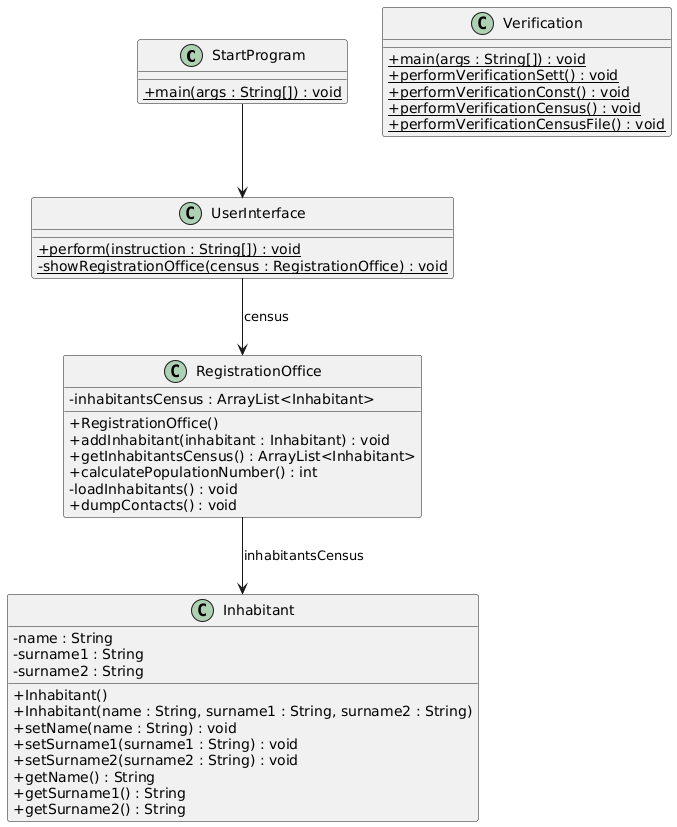 C StartProgram
+main(args : String[]) : void
C Verification
+main(args : String[]) : void
+performVerificationSett() : void
+performVerificationConst() : void
+performVerificationCensus() : void
+performVerificationCensusFile() : void
C UserInterface
+perform(instruction : String[]) : void
-showRegistrationOffice(census : RegistrationOffice) : void
census
C RegistrationOffice
-inhabitantsCensus : ArrayList<Inhabitant>
+RegistrationOffice()
+addInhabitant(inhabitant : Inhabitant) : void
+getInhabitantsCensus() : ArrayList<Inhabitant>
+calculatePopulationNumber() : int
-loadInhabitants() : void
+dumpContacts() : void
inhabitantsCensus
C Inhabitant
-name : String
-surname1 : String
-surname2 : String
+Inhabitant()
+Inhabitant(name : String, surname1 : String, surname2 : String)
+setName(name : String) : void
+setSurname1(surname1 : String) : void
+setSurname2(surname2 : String) : void
+getName() : String
+getSurname1() : String
+getSurname2() : String